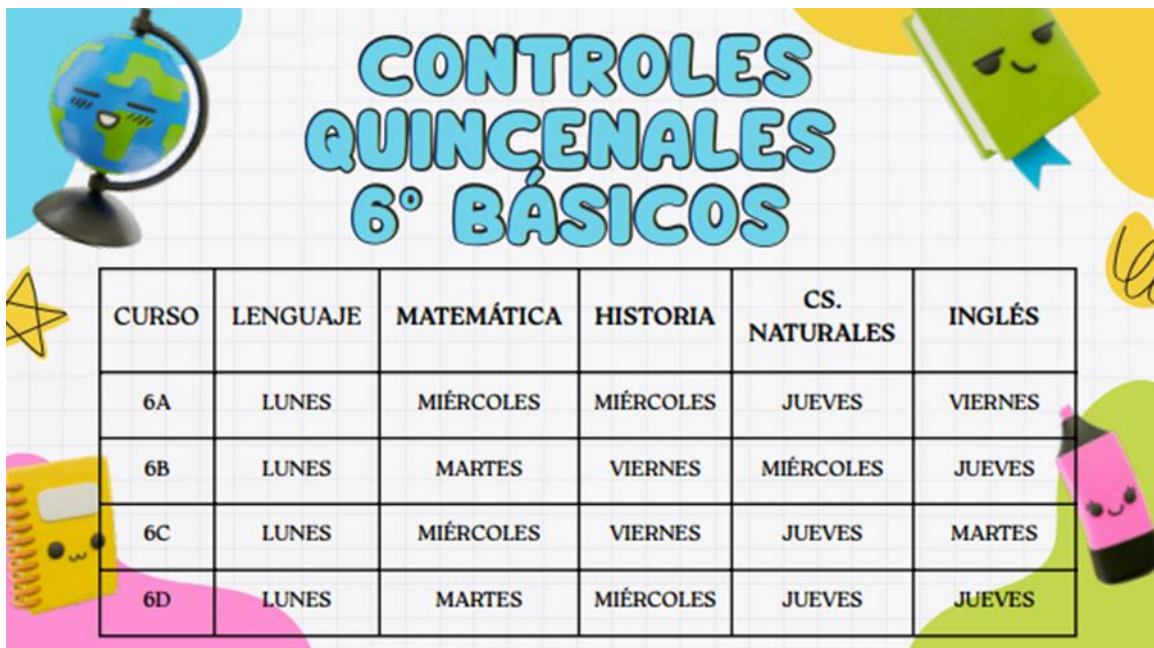 CONTROLES
QUINCENALES
6º BÁSICOS
CURSO LENGUAJE MATEMÁTICA HISTORIA CS. NATURALES INGLÉS
6A LUNES MIÉRCOLES MIÉRCOLES JUEVES VIERNES
6B LUNES MARTES VIERNES MIÉRCOLES JUEVES
6C LUNES MIÉRCOLES VIERNES JUEVES MARTES
6D LUNES MARTES MIÉRCOLES JUEVES JUEVES